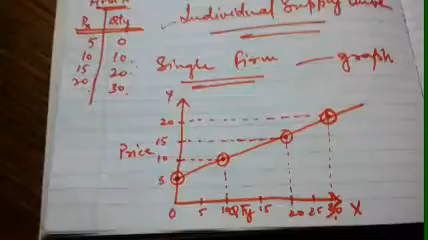 Individual Supply Curve
Rs Qty
5 0
10 10.
15 20.
20 30.
Single firm — graph
Y
20
15
10
5
Price
0 5 10 Qty 15 20 25 30 X